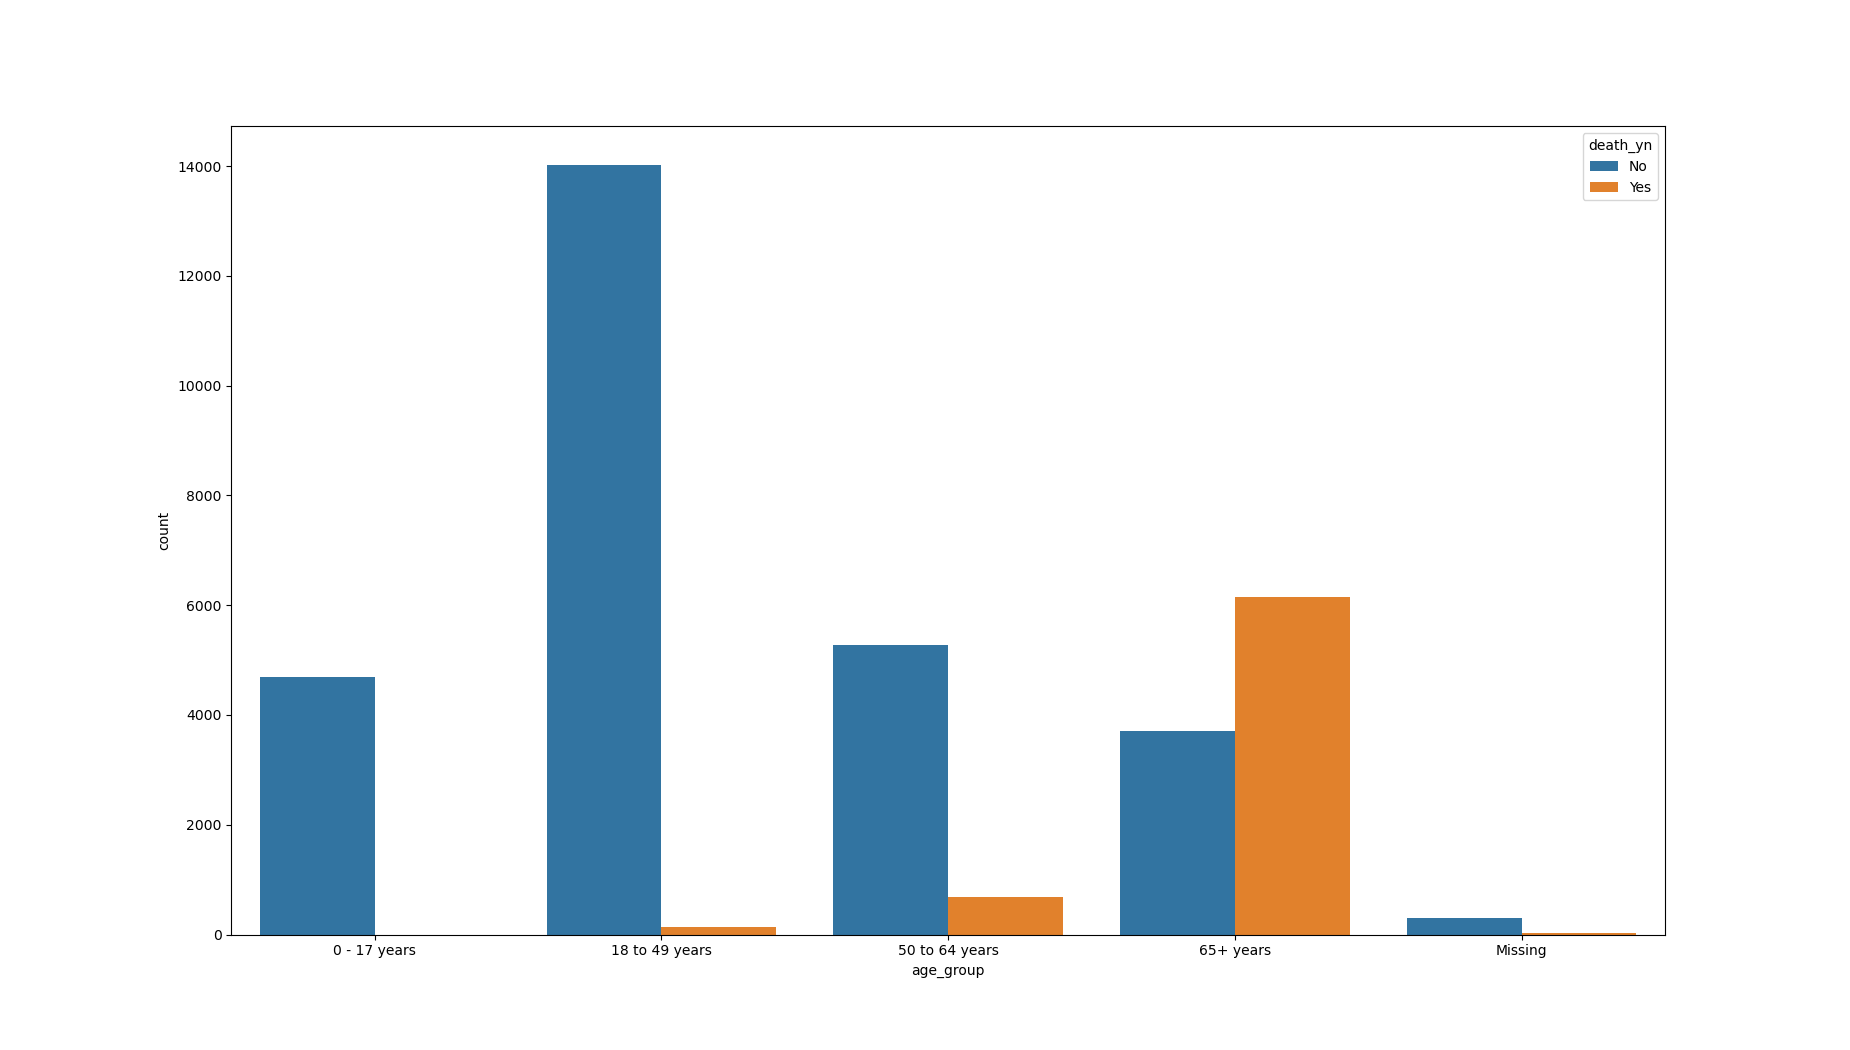 death_yn
No
Yes
14000
12000
10000
8000
6000
4000
2000
0
count
0 - 17 years
18 to 49 years
50 to 64 years
65+ years
Missing
age_group